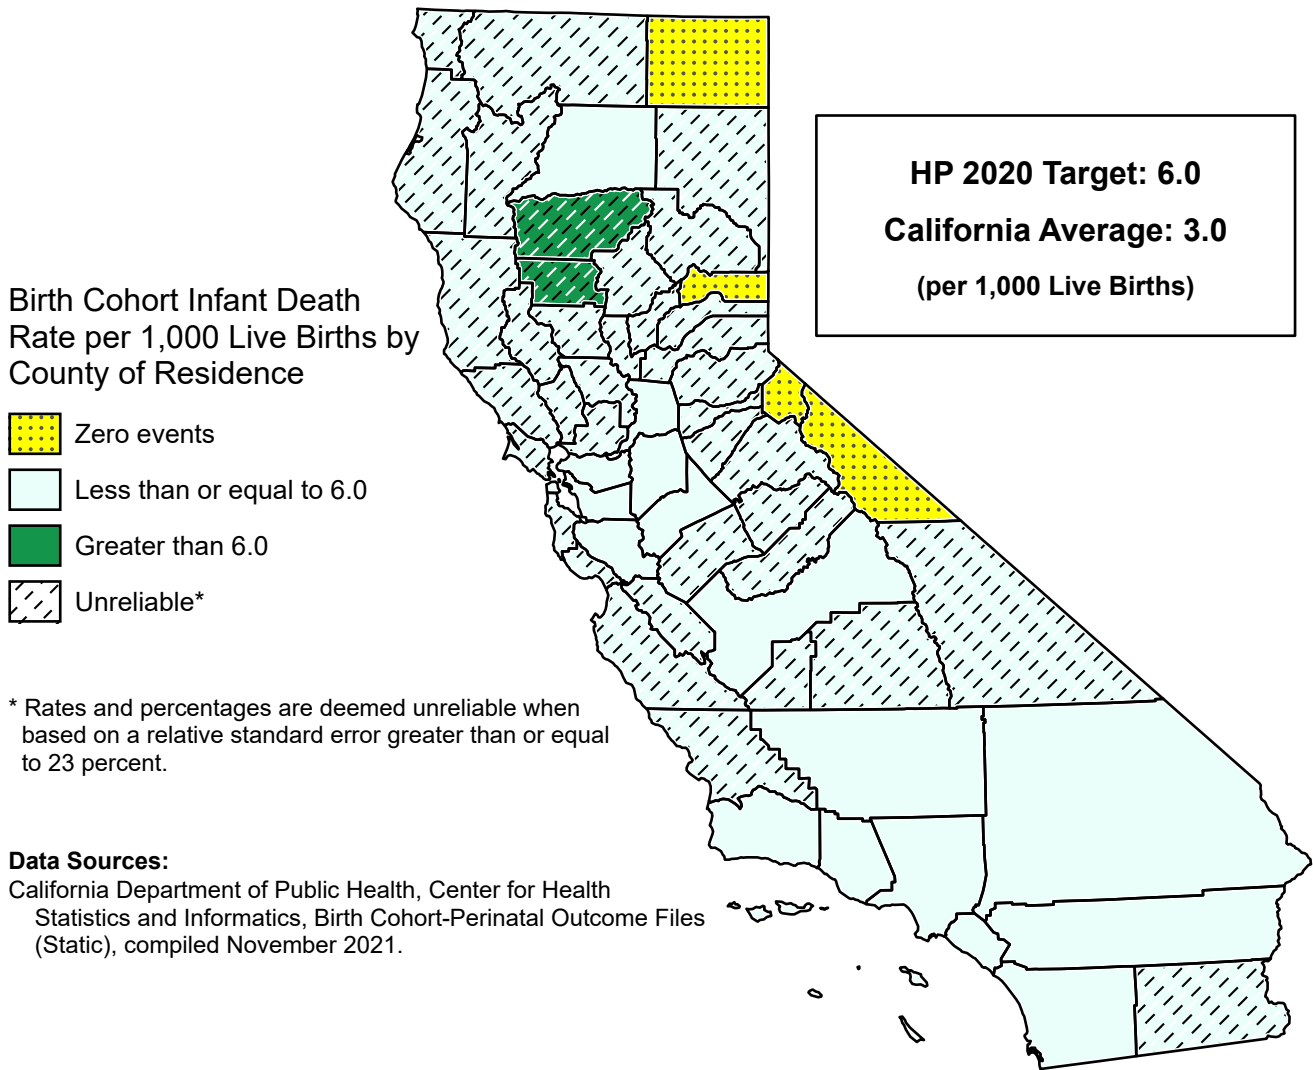 HP 2020 Target: 6.0
California Average: 3.0
(per 1,000 Live Births)
Birth Cohort Infant Death
Rate per 1,000 Live Births by
County of Residence
Zero events
Less than or equal to 6.0
Greater than 6.0
Unreliable*
* Rates and percentages are deemed unreliable when
based on a relative standard error greater than or equal
to 23 percent.
Data Sources:
California Department of Public Health, Center for Health
Statistics and Informatics, Birth Cohort-Perinatal Outcome Files
(Static), compiled November 2021.